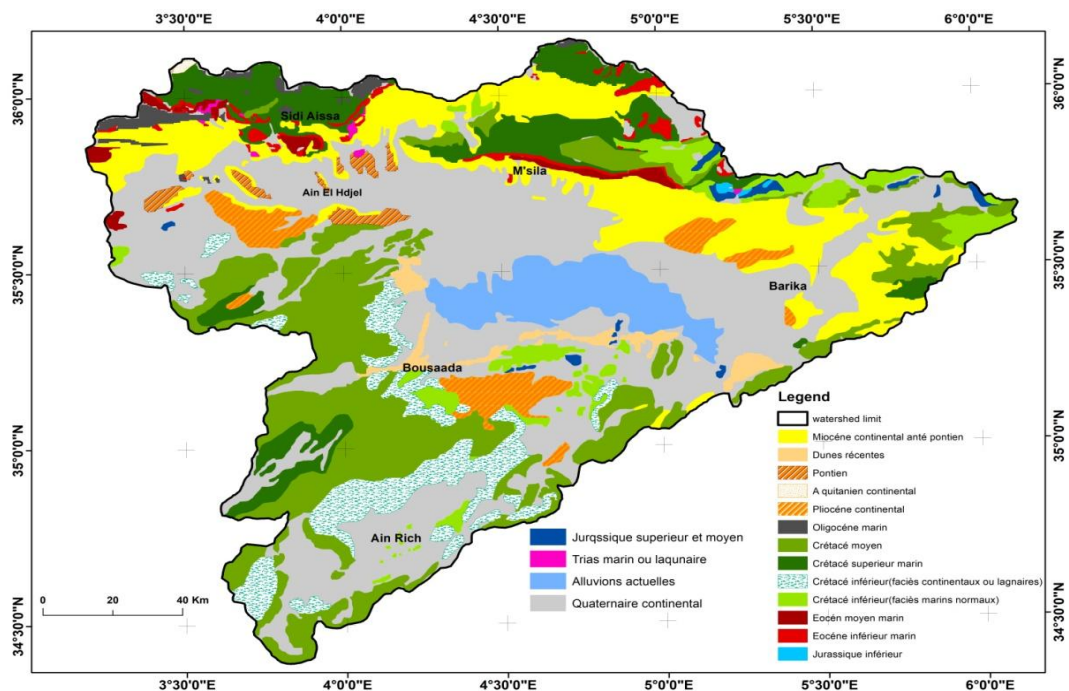 3°30'0"E 4°0'0"E 4°30'0"E 5°0'0"E 5°30'0"E 6°0'0"E
36°0'0"N
36°0'0"N
Sidi Aissa
M'sila
Ain El Hdjel
35°30'0"N
35°30'0"N
Barika
Bousaada
35°0'0"N
35°0'0"N
Ain Rich
34°30'0"N
34°30'0"N
0 20 40 Km
Jurqssique superieur et moyen
Trias marin ou laqunaire
Alluvions actuelles
Quaternaire continental
Legend
watershed limit
Miocéne continental anté pontien
Dunes récentes
Pontien
A quitanien continental
Pliocéne continental
Oligocéne marin
Crétacé moyen
Crétacé superieur marin
Crétacé inférieur(faciès continentaux ou lagnaires)
Crétacé inférieur(faciès marins normaux)
Eocén moyen marin
Eocéne inférieur marin
Jurassique inférieur
3°30'0"E 4°0'0"E 4°30'0"E 5°0'0"E 5°30'0"E 6°0'0"E